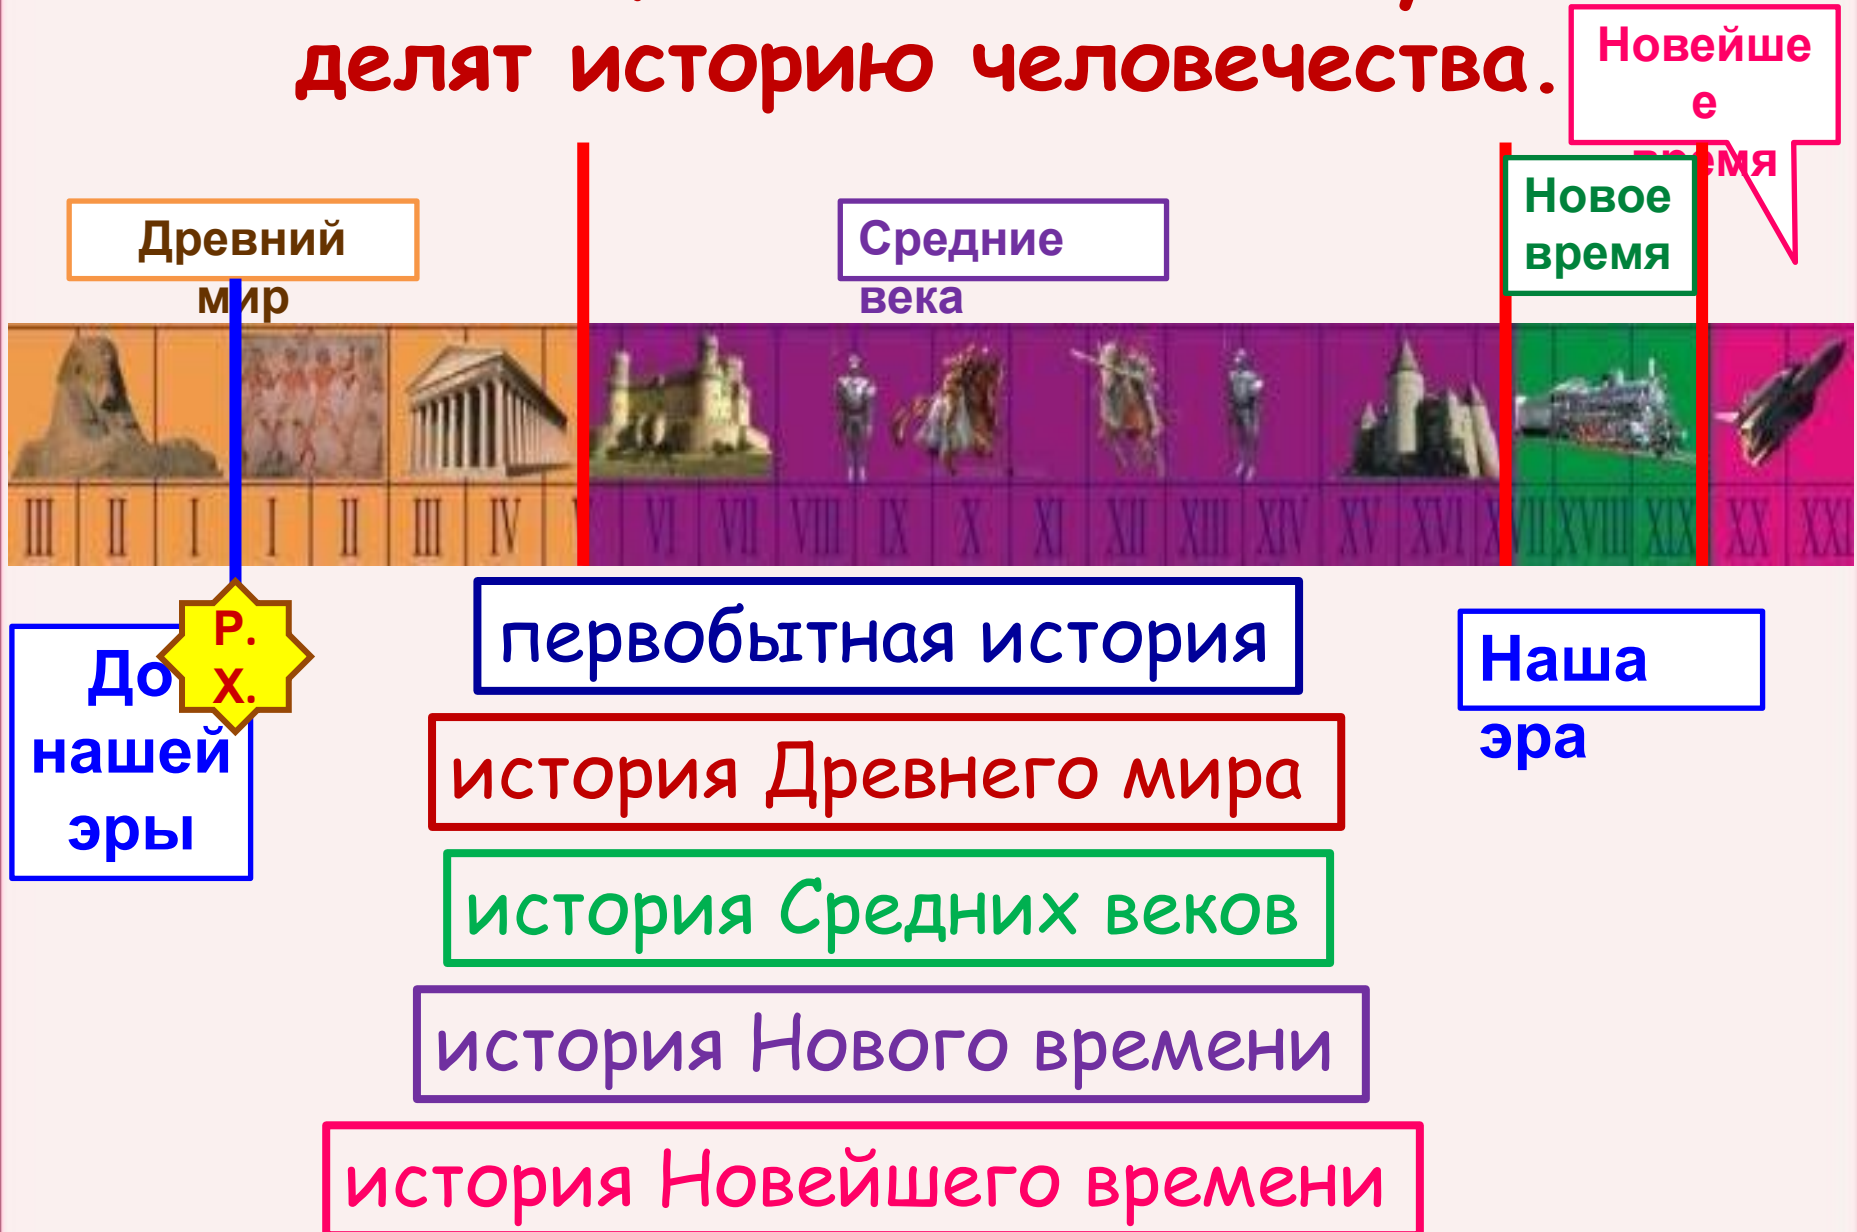 делят историю человечества.
Новейше
е
время
Новое
время
Древний
мир
Средние
века
III II I I II III IV V VI VII VIII IX X XI XII XIII XIV XV XVI XVII XVIII XIX XX XXI
Р.
Х.
До
нашей
эры
первобытная история
Наша
эра
история Древнего мира
история Средних веков
история Нового времени
история Новейшего времени